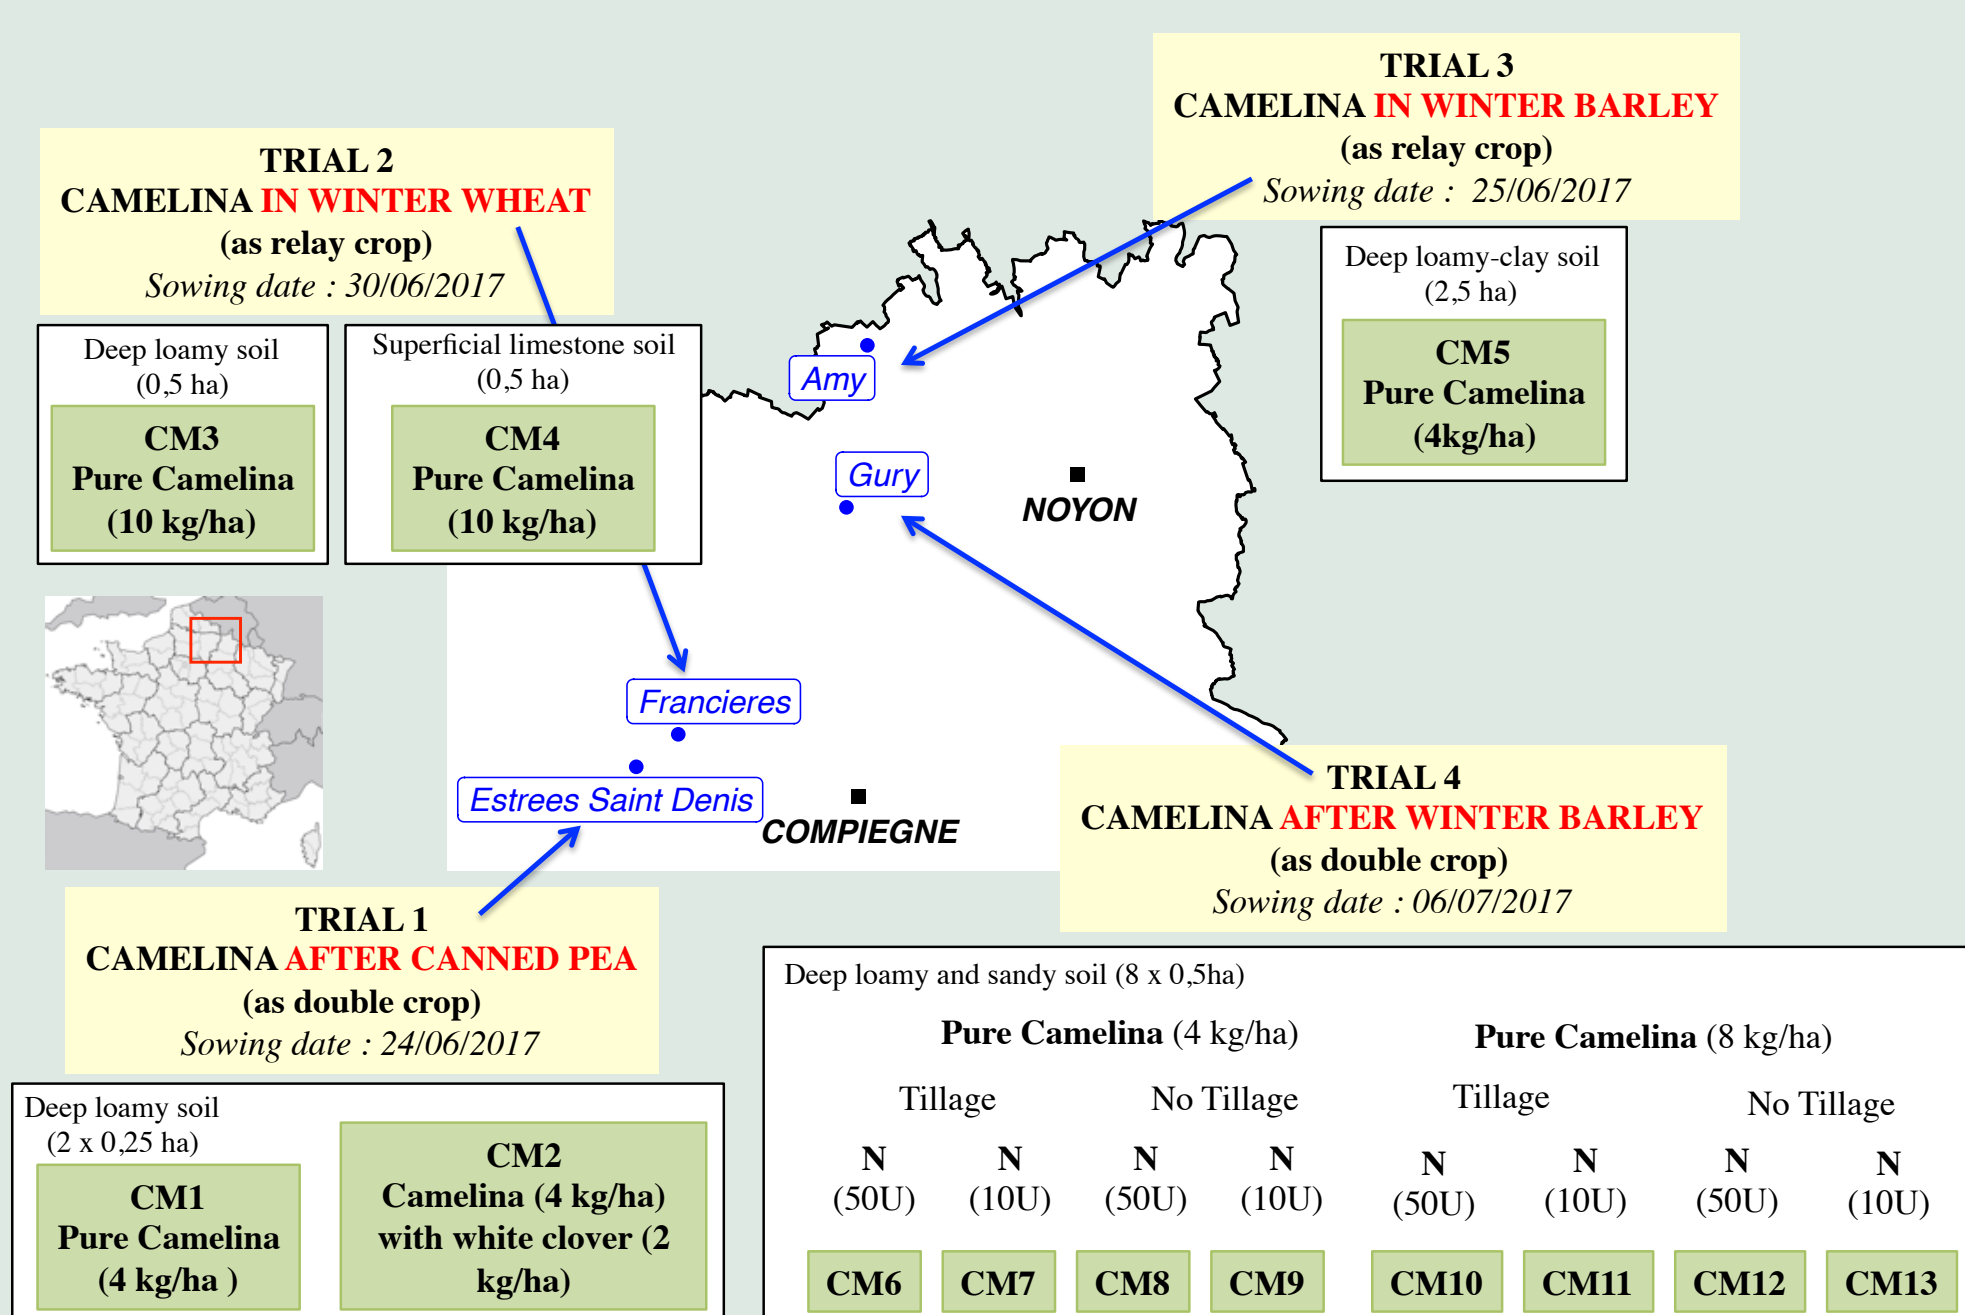 TRIAL 3
CAMELINA IN WINTER BARLEY
(as relay crop)
Sowing date : 25/06/2017
Deep loamy-clay soil
(2,5 ha)
CM5
Pure Camelina
(4kg/ha)
TRIAL 2
CAMELINA IN WINTER WHEAT
(as relay crop)
Sowing date : 30/06/2017
Deep loamy soil
(0,5 ha)
CM3
Pure Camelina
(10 kg/ha)
Superficial limestone soil
(0,5 ha)
CM4
Pure Camelina
(10 kg/ha)
Amy
Gury
NOYON
Francieres
Estrees Saint Denis
COMPIEGNE
TRIAL 4
CAMELINA AFTER WINTER BARLEY
(as double crop)
Sowing date : 06/07/2017
TRIAL 1
CAMELINA AFTER CANNED PEA
(as double crop)
Sowing date : 24/06/2017
Deep loamy soil
(2 x 0,25 ha)
CM1
Pure Camelina
(4 kg/ha )
CM2
Camelina (4 kg/ha)
with white clover (2
kg/ha)
Deep loamy and sandy soil (8 x 0,5ha)
Pure Camelina (4 kg/ha) Pure Camelina (8 kg/ha)
Tillage No Tillage Tillage No Tillage
N N N N N N N N
(50U) (10U) (50U) (10U) (50U) (10U) (50U) (10U)
CM6 CM7 CM8 CM9 CM10 CM11 CM12 CM13